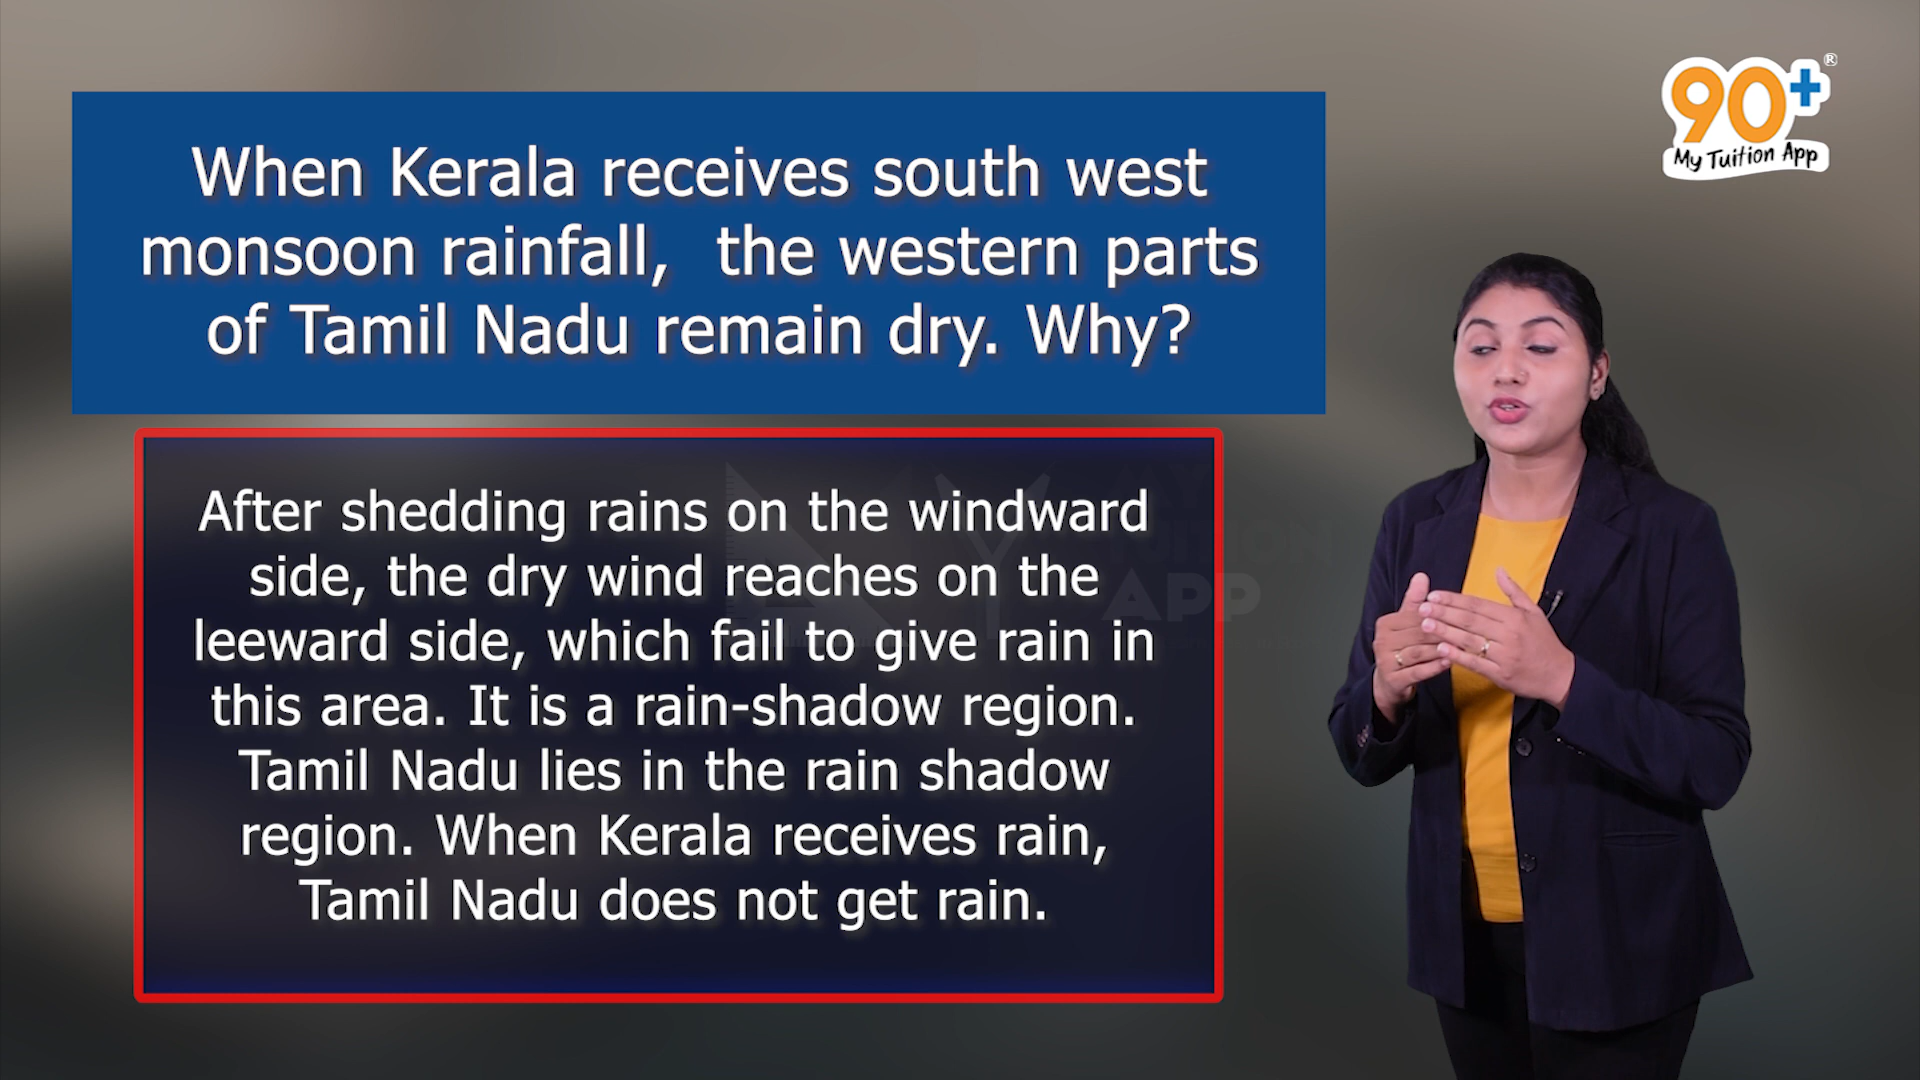 90+®
My Tuition App
When Kerala receives south west
monsoon rainfall,  the western parts
of Tamil Nadu remain dry. Why?
After shedding rains on the windward
side, the dry wind reaches on the
leeward side, which fail to give rain in
this area. It is a rain-shadow region.
Tamil Nadu lies in the rain shadow
region. When Kerala receives rain,
Tamil Nadu does not get rain.
TUITION
APP